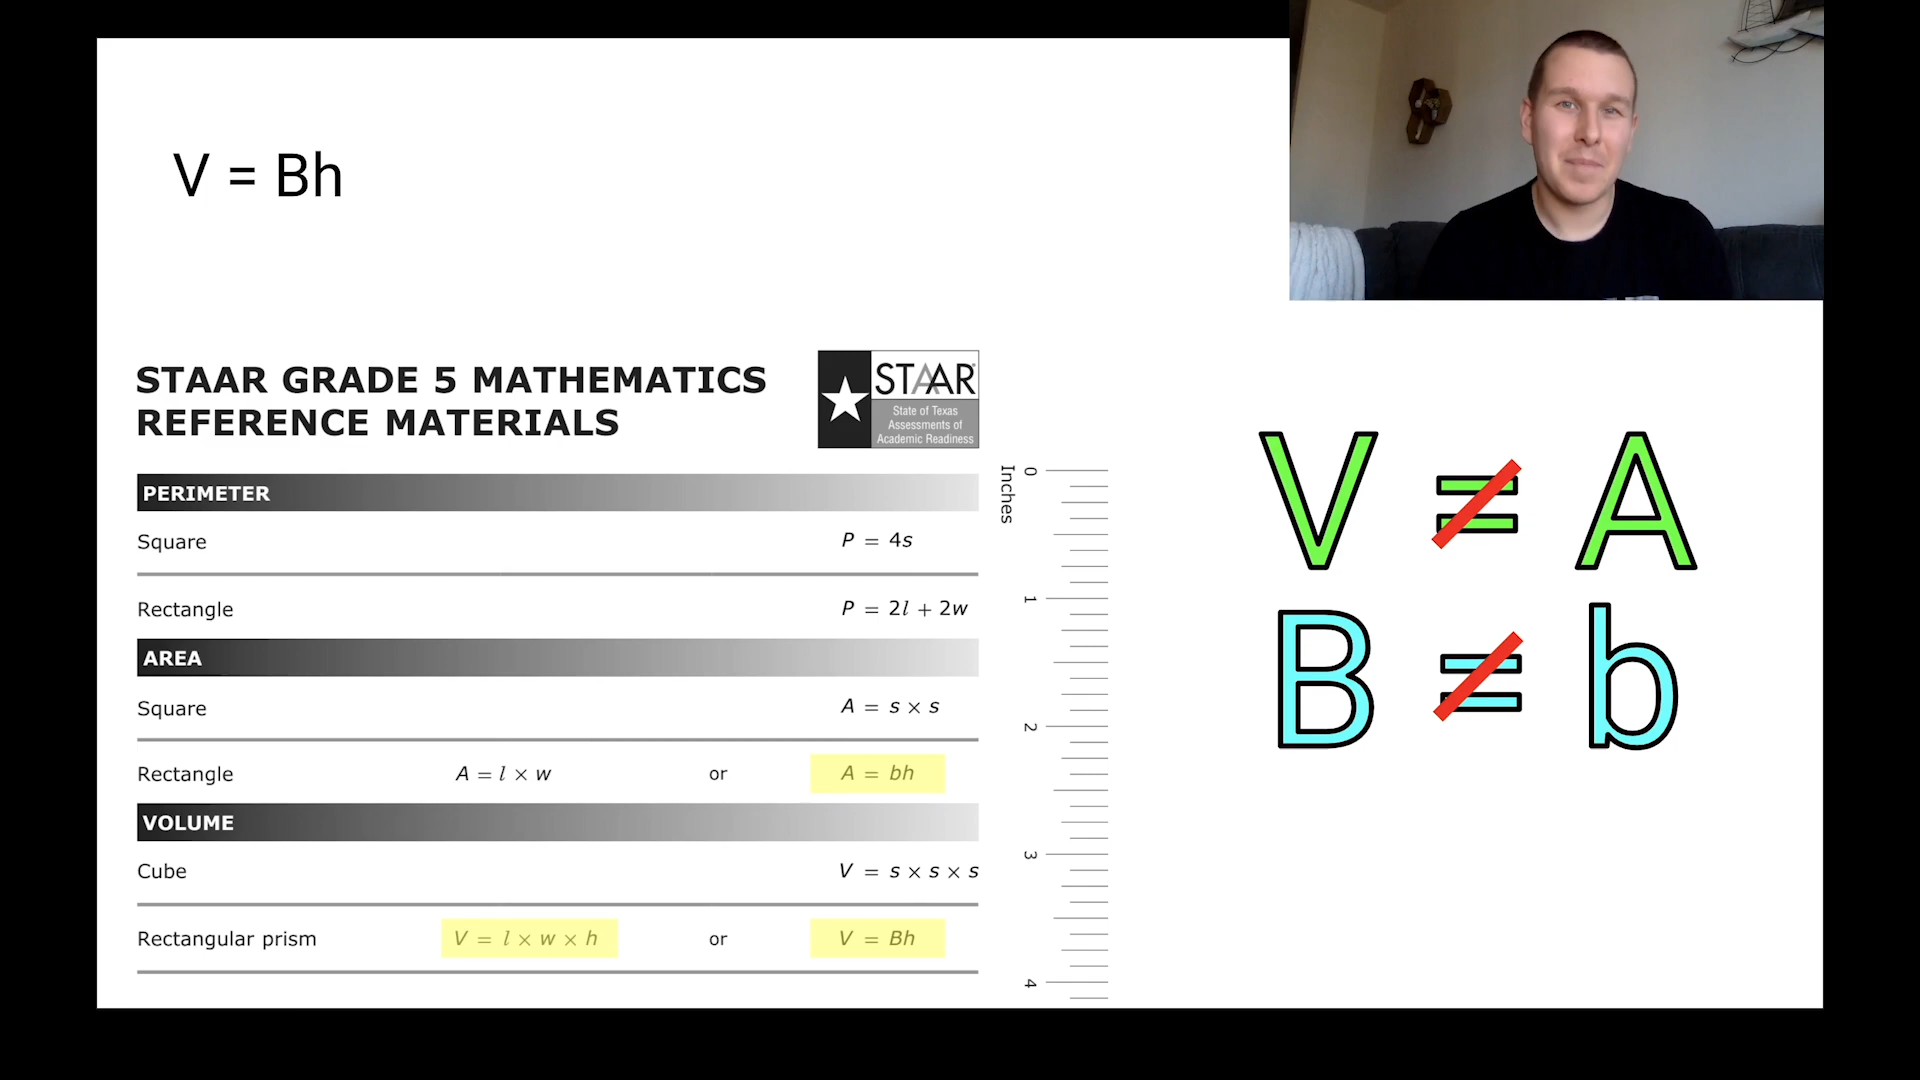 V = Bh
STAAR GRADE 5 MATHEMATICS
REFERENCE MATERIALS
STAAR
State of Texas
Assessments of
Academic Readiness
PERIMETER
Square P = 4s
Rectangle P = 2l + 2w
AREA
Square A = s × s
Rectangle A = l × w or A = bh
VOLUME
Cube V = s × s × s
Rectangular prism V = l × w × h or V = Bh
Inches
0
1
2
3
4
V ≠ A
B ≠ b